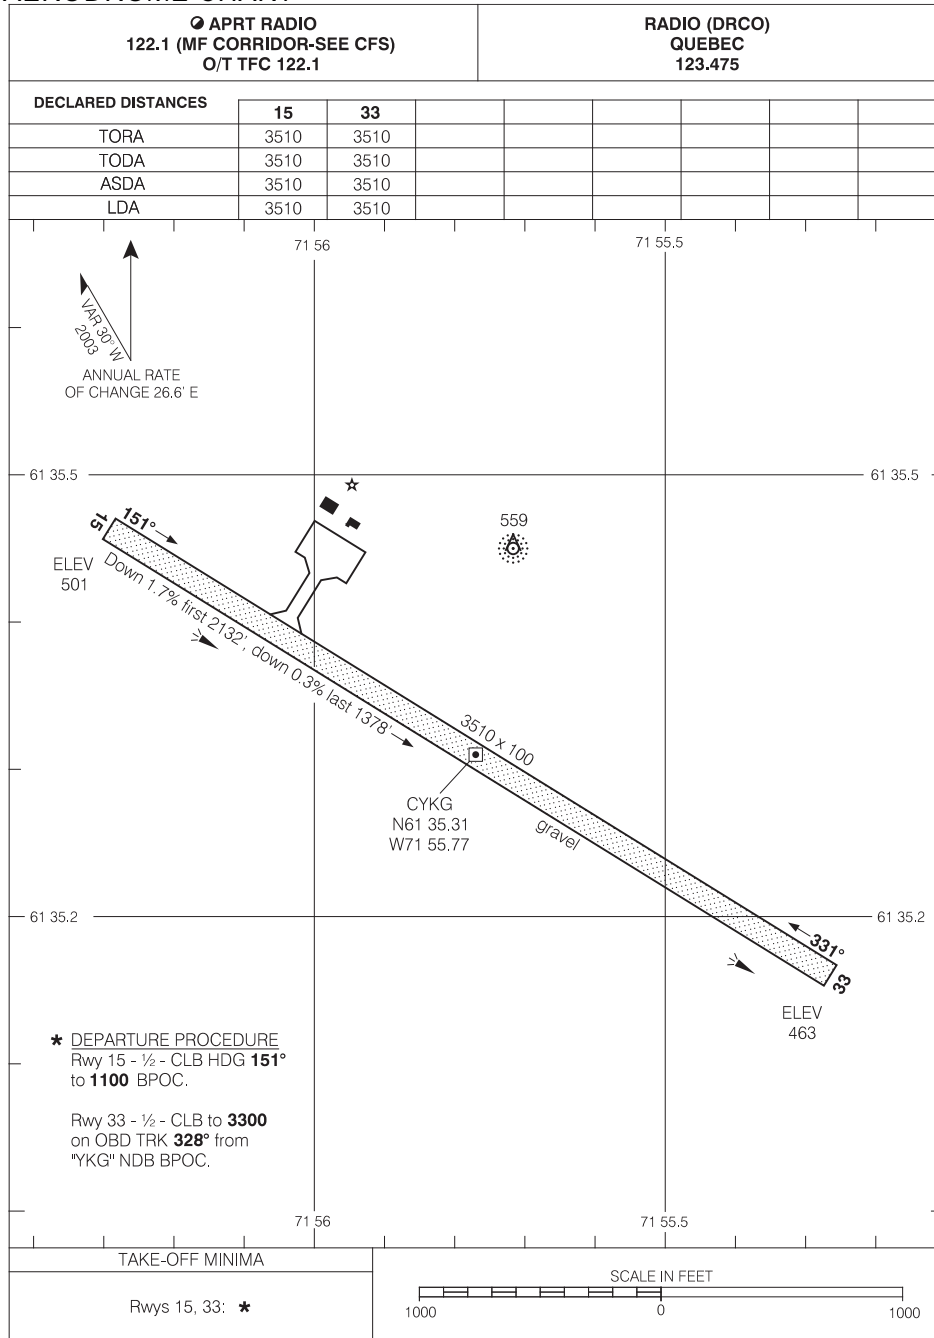 APRT RADIO
122.1 (MF CORRIDOR-SEE CFS)
O/T TFC 122.1
RADIO (DRCO)
QUEBEC
123.475
DECLARED DISTANCES
15 33
TORA 3510 3510
TODA 3510 3510
ASDA 3510 3510
LDA 3510 3510
71 56 71 55.5
VAR 30° W
2003
ANNUAL RATE
OF CHANGE 26.6' E
61 35.5 61 35.5
559
15
151°
ELEV
501
Down 1.7% first 2132', down 0.3% last 1378'
3510 x 100
CYKG
N61 35.31
W71 55.77
gravel
61 35.2 61 35.2
331°
33
ELEV
463
* DEPARTURE PROCEDURE
Rwy 15 - ½ - CLB HDG 151°
to 1100 BPOC.
Rwy 33 - ½ - CLB to 3300
on OBD TRK 328° from
"YKG" NDB BPOC.
71 56 71 55.5
TAKE-OFF MINIMA
Rwys 15, 33: *
SCALE IN FEET
1000 0 1000